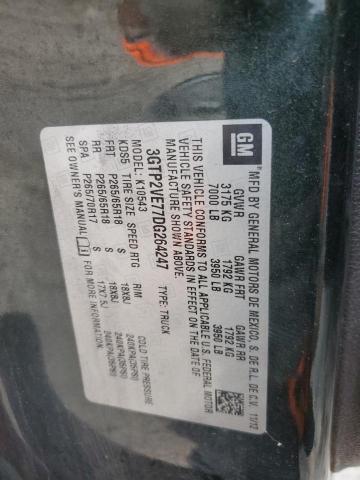 GM
MFD BY GENERAL MOTORS DE MEXICO, S. DE R.L. DE C.V. 11/12
GVWR GAWR FRT GAWR RR
3175 KG 1792 KG 1792 KG
7000 LB 3950 LB 3950 LB
THIS VEHICLE CONFORMS TO ALL APPLICABLE U.S. FEDERAL MOTOR
VEHICLE SAFETY STANDARDS IN EFFECT ON THE DATE OF
MANUFACTURE SHOWN ABOVE.
3GTP2VE77DG264247 TYPE: TRUCK
MODEL: K10543
KDS5 TIRE SIZE SPEED RTG RIM COLD TIRE PRESSURE
FRT P265/65R18 S 18X8J 240KPA(35PSI)
RR P265/65R18 S 18X8J 240KPA(35PSI)
SPA P265/70R17 S 17X7.5J 240KPA(35PSI)
SEE OWNER'S MANUAL FOR MORE INFORMATION.